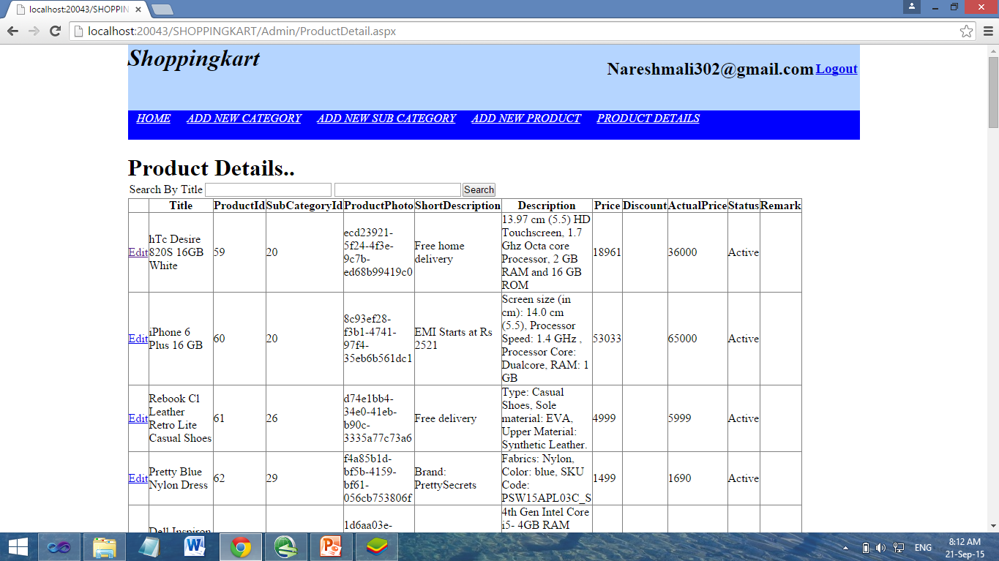 localhost:20043/SHOPPIN
localhost:20043/SHOPPINGKART/Admin/ProductDetail.aspx
Shoppingkart
Nareshmali302@gmail.com Logout
HOME ADD NEW CATEGORY ADD NEW SUB CATEGORY ADD NEW PRODUCT PRODUCT DETAILS
Product Details..
Search By Title Search
Title ProductId SubCategoryId ProductPhoto ShortDescription Description Price Discount ActualPrice Status Remark
Edit
hTc Desire
820S 16GB
White
59
20
ecd23921-
5f24-4f3e-
9c7b-
ed68b99419c0
Free home
delivery
13.97 cm (5.5) HD
Touchscreen, 1.7
Ghz Octa core
Processor, 2 GB
RAM and 16 GB
ROM
18961
36000
Active
Edit
iPhone 6
Plus 16 GB
60
20
8c93ef28-
f3b1-4741-
97f4-
35eb6b561dc1
EMI Starts at Rs
2521
Screen size (in
cm): 14.0 cm
(5.5), Processor
Speed: 1.4 GHz ,
Processor Core:
Dualcore, RAM: 1
GB
53033
65000
Active
Edit
Rebook Cl
Leather
Retro Lite
Casual Shoes
61
26
d74e1bb4-
34e0-41eb-
b90c-
3335a77c73a6
Free delivery
Type: Casual
Shoes, Sole
material: EVA,
Upper Material:
Synthetic Leather.
4999
5999
Active
Edit
Pretty Blue
Nylon Dress
62
29
f4a85b1d-
bf5b-4159-
bf61-
056cb753806f
Brand:
PrettySecrets
Fabrics: Nylon,
Color: blue, SKU
Code:
PSW15APL03C_S
1499
1690
Active
Dell Inspiron
1d6aa03e-
4th Gen Intel Core
i5- 4GB RAM
ENG
8:12 AM
21-Sep-15